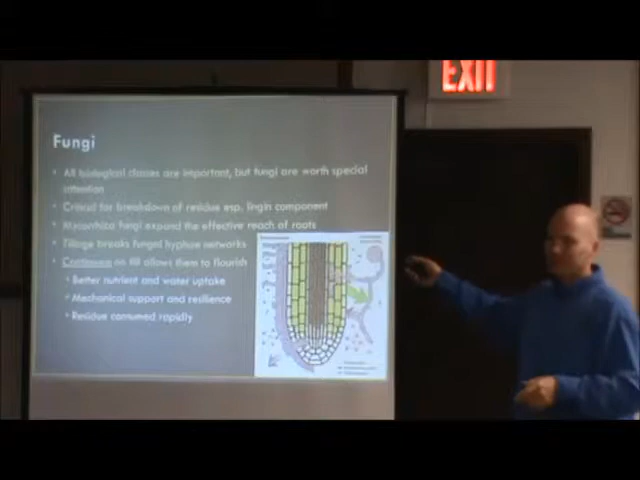 EXIT
Fungi
All biological classes are important, but fungi are worth special
intention
Critical for breakdown of residue esp. lingin component
Mycorrhiza fungi expand the effective reach of roots
Tillage breaks fungal hyphae networks
Continuous no till allows them to flourish
Better nutrient and water uptake
Mechanical support and resilience
Residue consumed rapidly